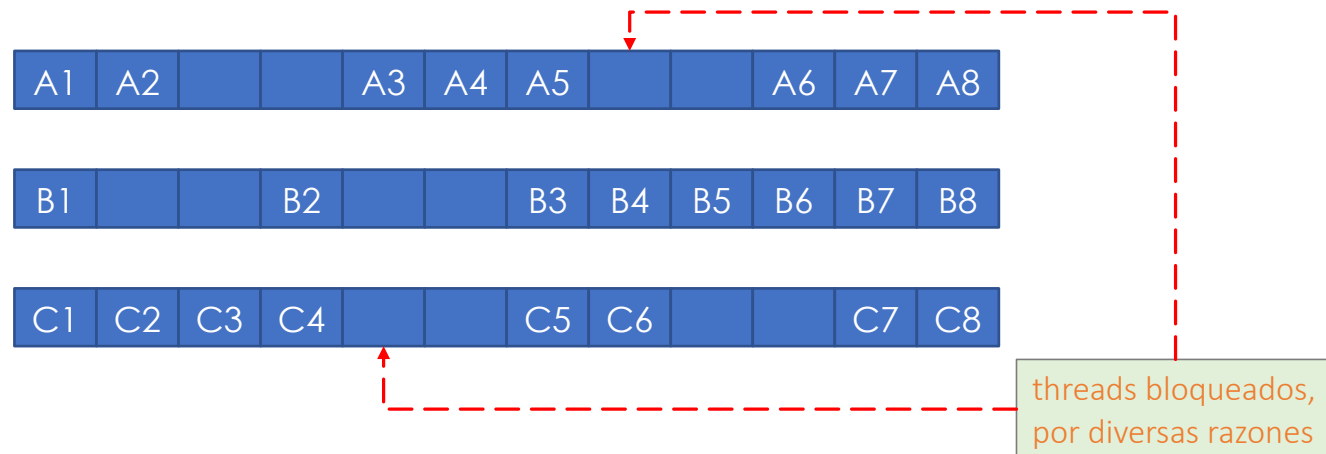 A1 A2 A3 A4 A5 A6 A7 A8
B1 B2 B3 B4 B5 B6 B7 B8
C1 C2 C3 C4 C5 C6 C7 C8
threads bloqueados,
por diversas razones